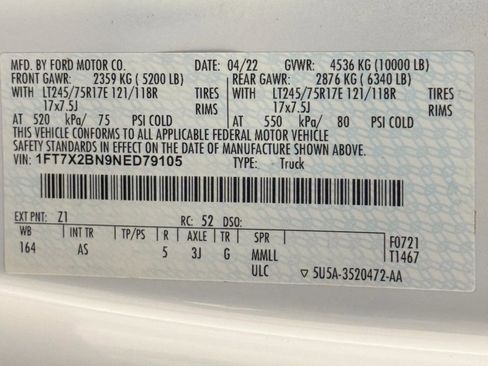 MFD. BY FORD MOTOR CO. DATE: 04/22 GVWR: 4536 KG (10000 LB)
FRONT GAWR: 2359 KG (5200 LB) REAR GAWR: 2876 KG (6340 LB)
WITH LT245/75R17E 121/118R TIRES WITH LT245/75R17E 121/118R TIRES
17x7.5J RIMS 17x7.5J RIMS
AT 520 kPa/ 75 PSI COLD AT 550 kPa/ 80 PSI COLD
THIS VEHICLE CONFORMS TO ALL APPLICABLE FEDERAL MOTOR VEHICLE
SAFETY STANDARDS IN EFFECT ON THE DATE OF MANUFACTURE SHOWN ABOVE.
VIN: 1FT7X2BN9NED79105 TYPE: Truck
EXT PNT: Z1 RC: 52 DSO:
WB INT TR TP/PS R AXLE TR SPR F0721
164 AS 5 3J G MMLL T1467
ULC ▽ 5U5A-3520472-AA